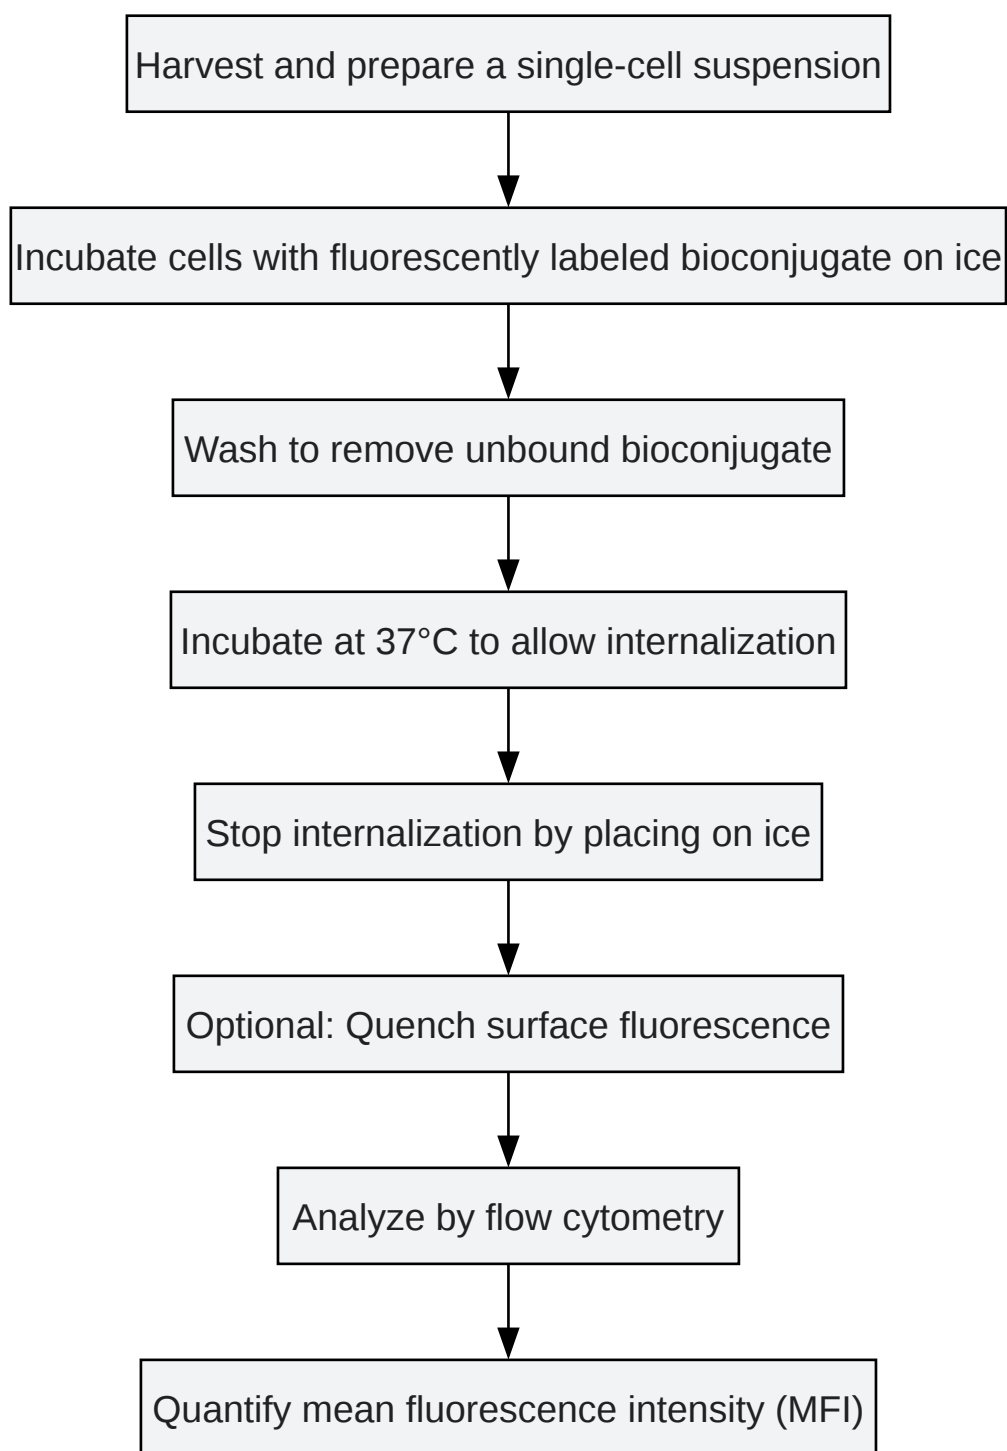 Harvest and prepare a single-cell suspension
Incubate cells with fluorescently labeled bioconjugate on ice
Wash to remove unbound bioconjugate
Incubate at 37°C to allow internalization
Stop internalization by placing on ice
Optional: Quench surface fluorescence
Analyze by flow cytometry
Quantify mean fluorescence intensity (MFI)